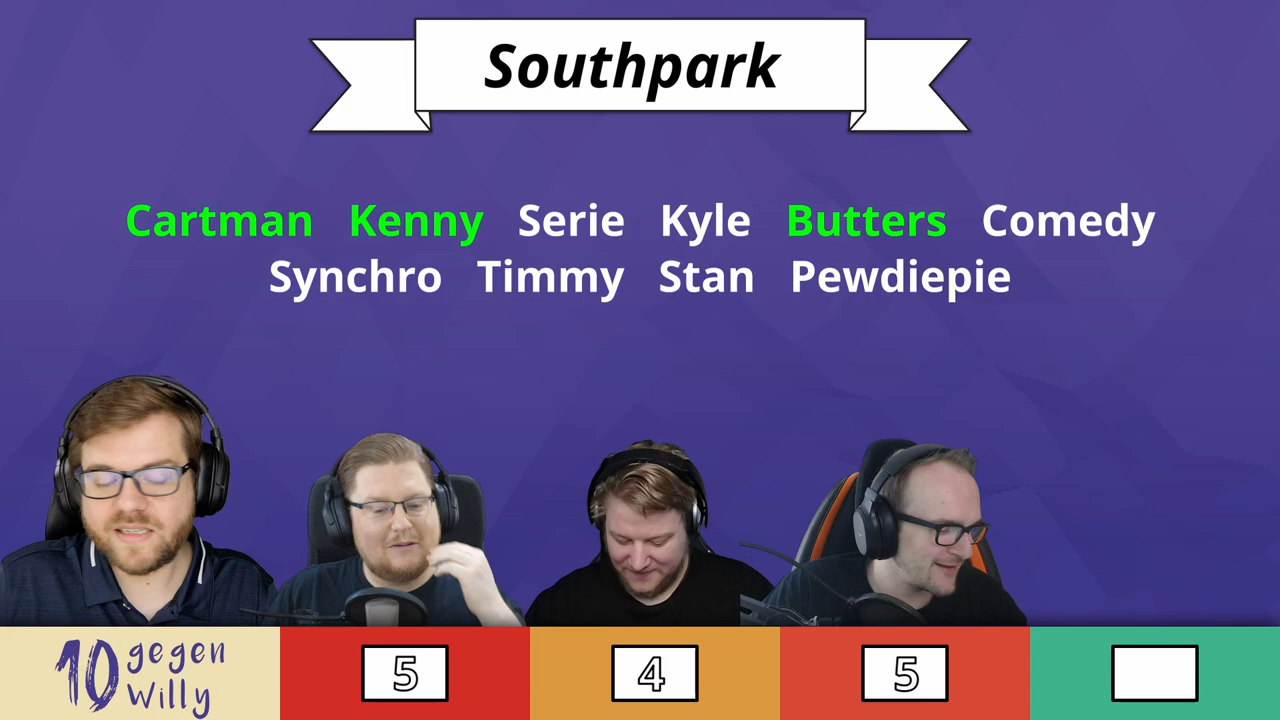 Southpark
Cartman Kenny Serie Kyle Butters Comedy
Synchro Timmy Stan Pewdiepie
10 gegen Willy
5
4
5